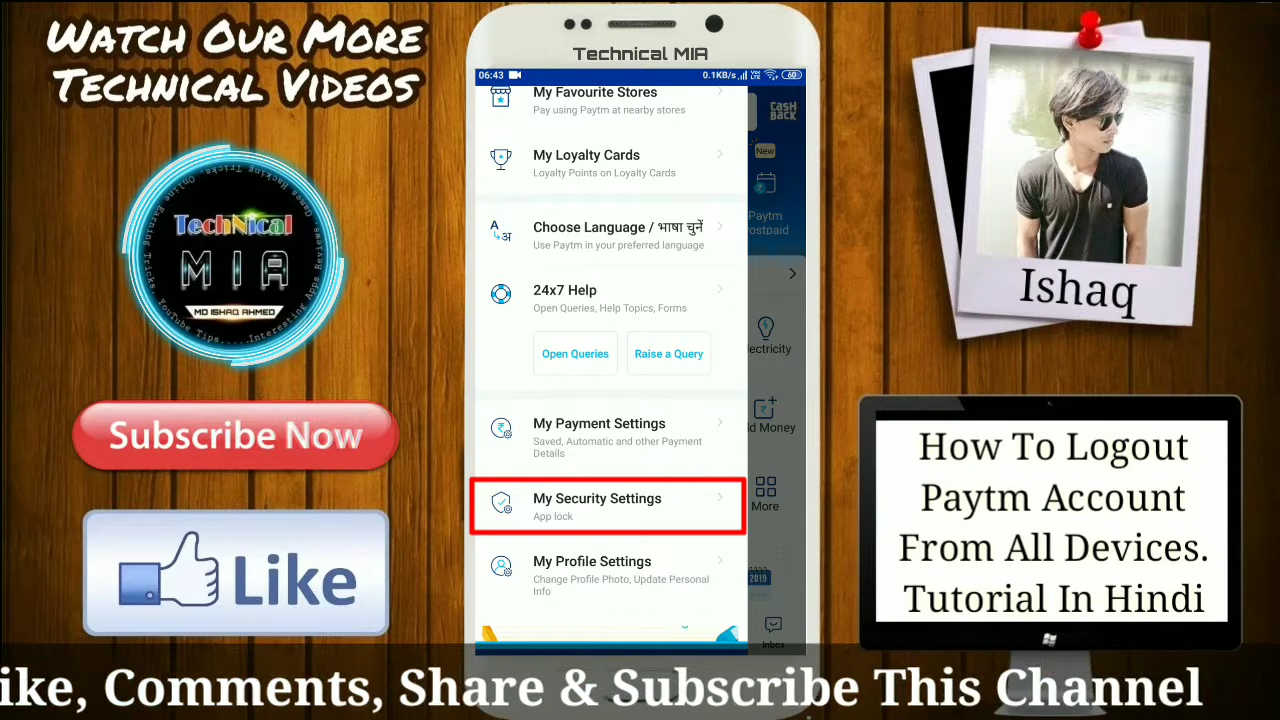 Watch Our More
Technical Videos
TechNical
MIA
MD ISHAQ AHMED
Subscribe Now
Like
Technical MIA
06:43
0.1KB/s
60
My Favourite Stores
Pay using Paytm at nearby stores
My Loyalty Cards
Loyalty Points on Loyalty Cards
Choose Language / भाषा चुनें
Use Paytm in your preferred language
24x7 Help
Open Queries, Help Topics, Forms
Open Queries
Raise a Query
My Payment Settings
Saved, Automatic and other Payment
Details
My Security Settings
App lock
My Profile Settings
Change Profile Photo, Update Personal
Info
CASH
BACK
New
Paytm
ostpaid
ectricity
d Money
More
2019
Inbox
Ishaq
How To Logout
Paytm Account
From All Devices.
Tutorial In Hindi
ike, Comments, Share & Subscribe This Channel